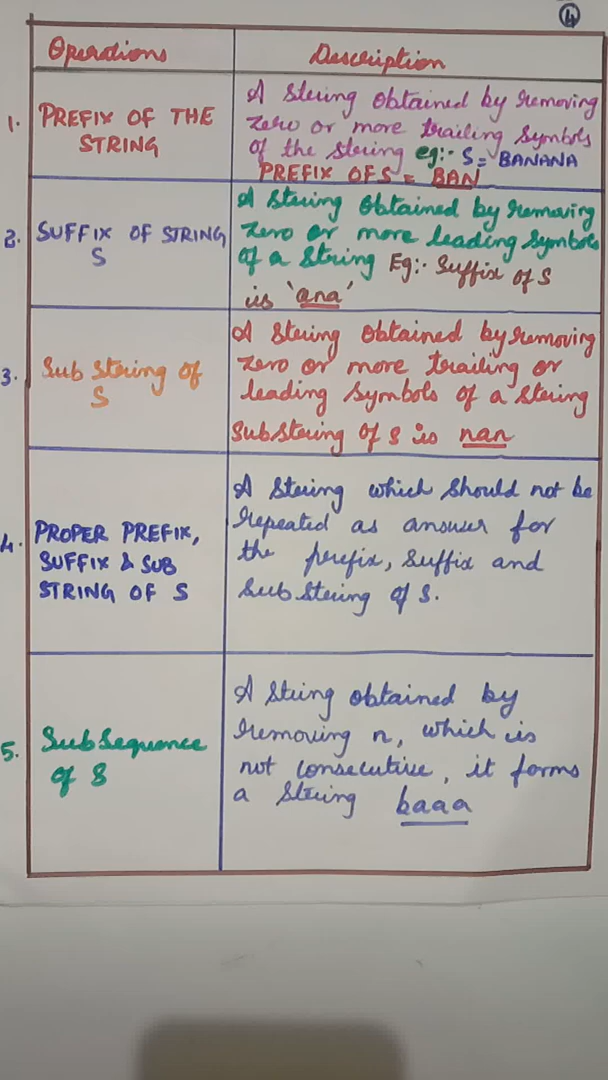 4
Operations Description
1. PREFIX OF THE
STRING
A string obtained by removing
zero or more trailing symbols
of the string eg:- S = BANANA
PREFIX OF S = BAN
2. SUFFIX OF STRING
S
A string obtained by removing
zero or more leading symbols
of a string Eg:- Suffix of S
is 'ana'
3. Sub string of
S
A string obtained by removing
zero or more trailing or
leading symbols of a string
Substring of s is nan
4. PROPER PREFIX,
SUFFIX & SUB
STRING OF S
A string which should not be
repeated as answer for
the prefix, suffix and
sub string of s.
5. Subsequence
of S
A string obtained by
removing n, which is
not consecutive, it forms
a string baaa